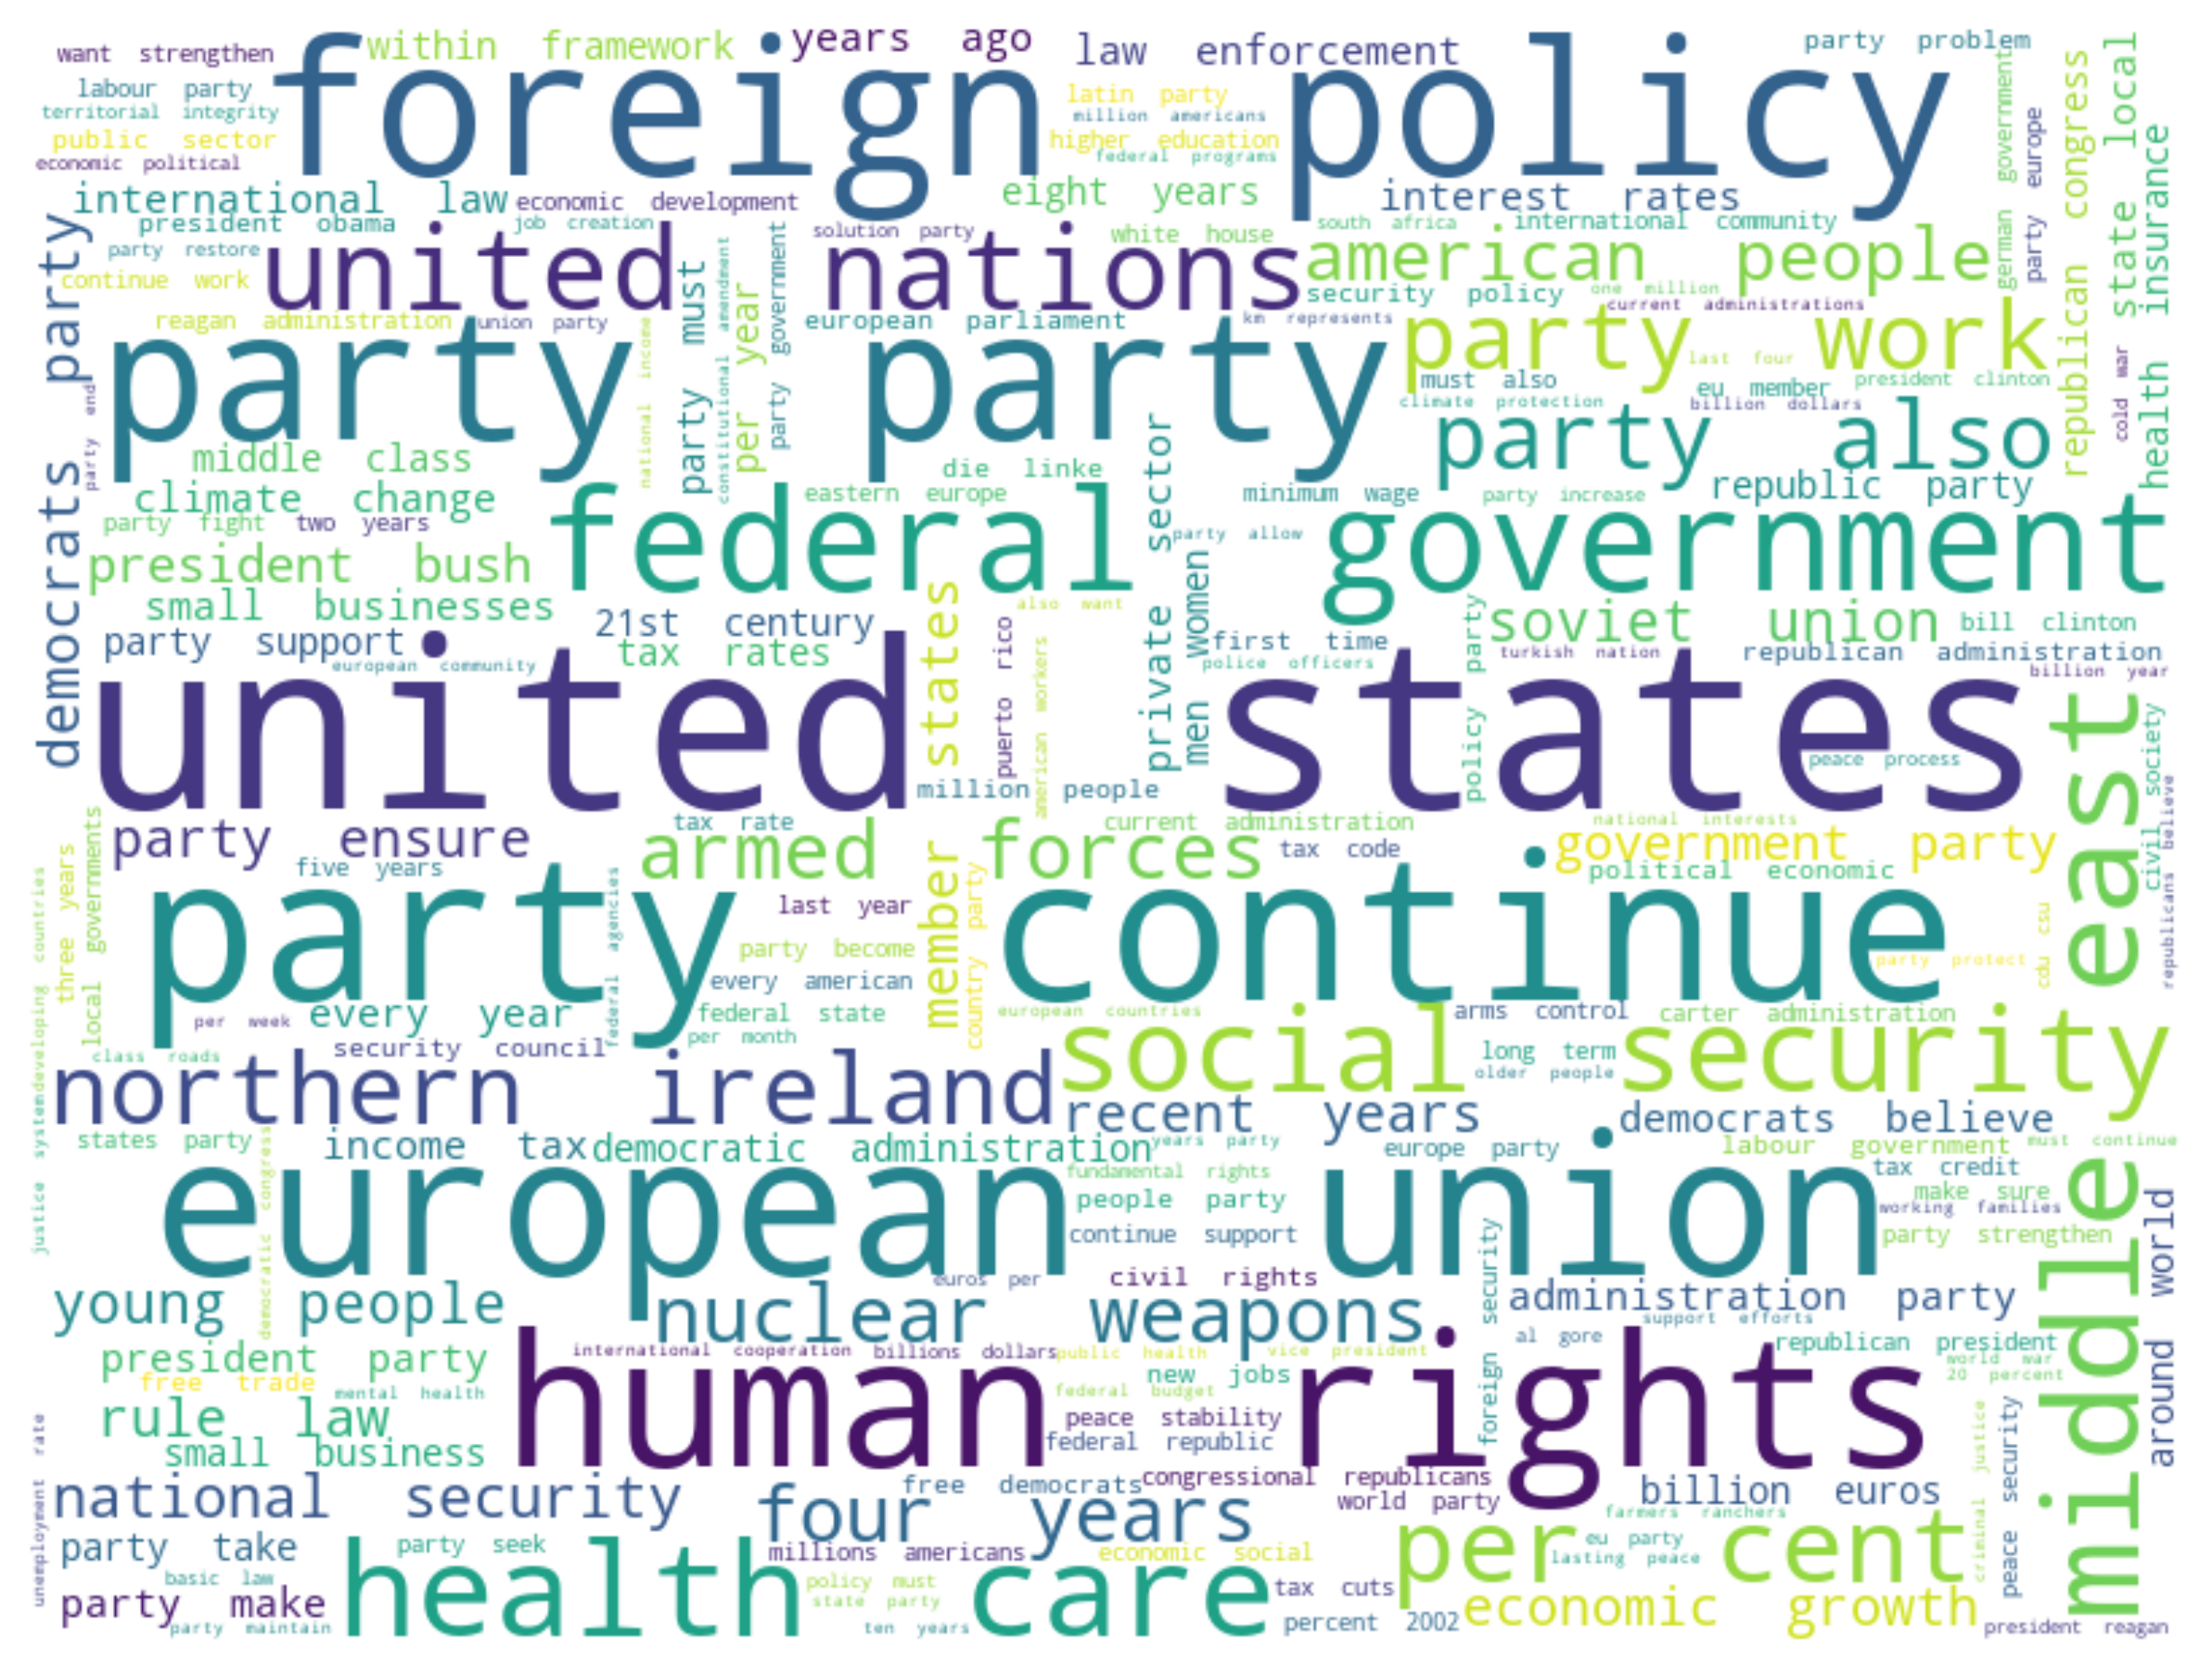 want strengthen
within framework
years ago
law enforcement
party problem
labour party
territorial integrity
public sector
economic political
foreign policy
latin party
million americans
higher education
federal programs
german government
party europe
republican congress
state local
health insurance
international law
economic development
eight years
interest rates
president obama
job creation
solution party
white house
south africa
international community
party restore
continue work
united nations
american people
security policy
one million
current administrations
democrats party
reagan administration
union party
national income
party must
constitutional amendment
per year
party government
european parliament
km represents
party work
last four
must also
eu member
president clinton
climate protection
billion dollars
cold war
party party
party end
party also
middle class
die linke
private sector
climate change
eastern europe
minimum wage
party increase
republic party
party fight
two years
party allow
federal government
president bush
men women
small businesses
also want
21st century
party support
tax rates
european community
member states
puerto rico
american workers
first time
police officers
policy party
soviet union
bill clinton
turkish nation
republican administration
billion year
united states
peace process
middle east
civil society
republicans believe
million people
party ensure
tax rate
current administration
national interests
armed forces
tax code
government party
political economic
five years
local governments
three years
developing countries
justice system
federal agencies
party continue
last year
party become
every american
country party
party protect
cdu csu
per week
every year
federal state
per month
european countries
arms control
carter administration
class roads
security council
social security
long term
older people
northern ireland
recent years
democrats believe
states party
income tax
democratic administration
years party
europe party
labour government
must continue
democratic congress
fundamental rights
tax credit
european union
people party
make sure
working families
continue support
party strengthen
foreign security
around world
euros per
civil rights
young people
nuclear weapons
administration party
support efforts
al gore
republican president
president party
international cooperation
billions dollars
public health
vice president
world war
free trade
mental health
new jobs
20 percent
federal budget
human rights
rule law
peace stability
federal republic
small business
criminal justice
peace security
unemployment rate
national security
free democrats
congressional republicans
world party
billion euros
four years
farmers ranchers
party take
party seek
millions americans
economic social
per cent
eu party
lasting peace
basic law
health care
policy must
tax cuts
party make
state party
economic growth
party maintain
ten years
percent 2002
president reagan